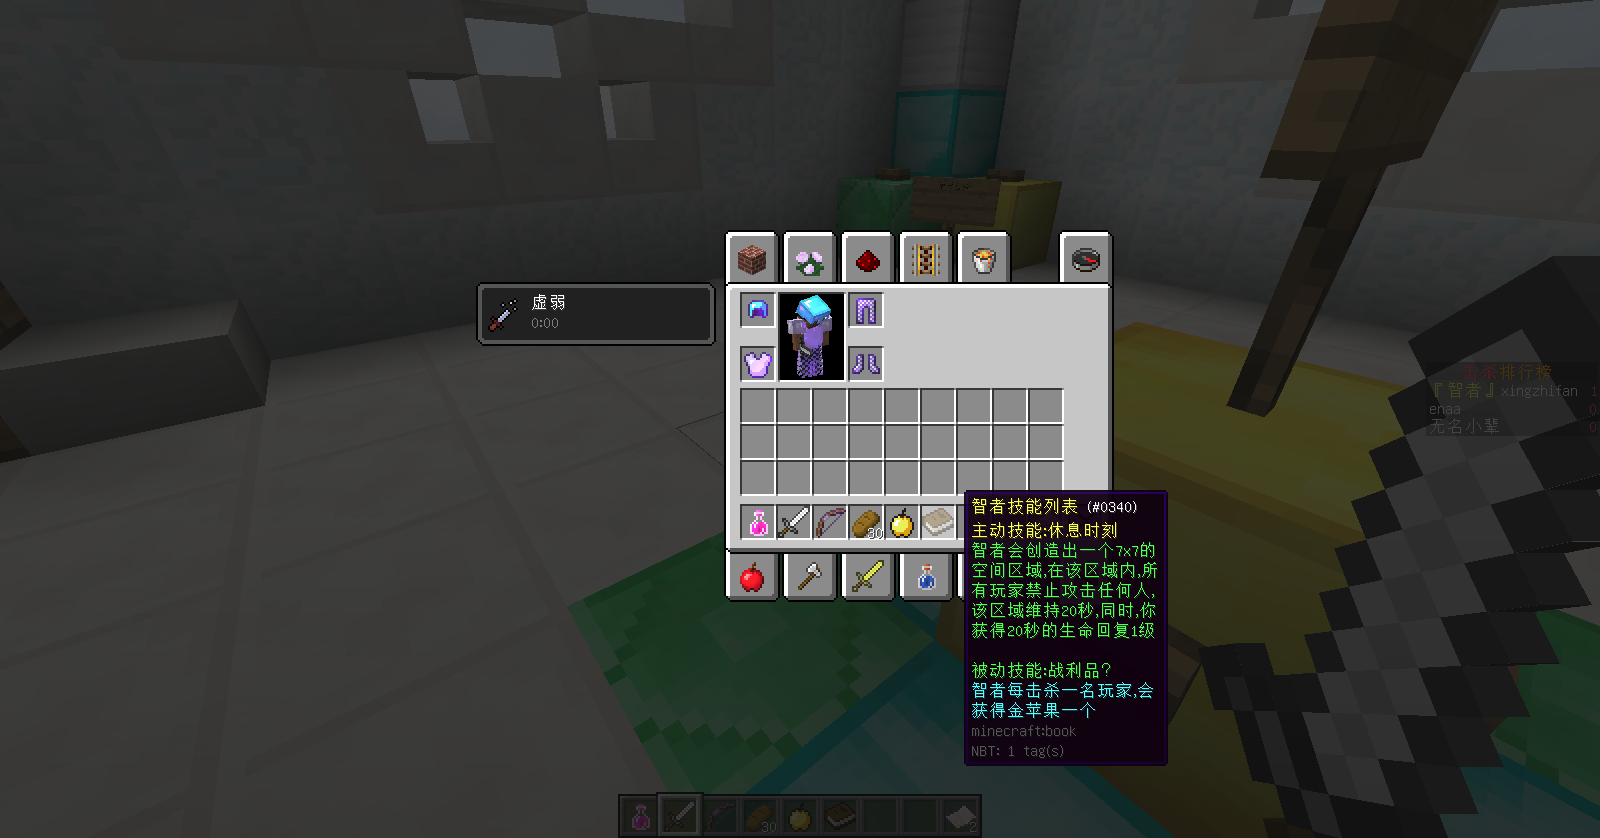 虚弱
0:00
30
击杀排行榜
『智者』xingzhifan 1
enaa 0
无名小辈 0
智者技能列表 (#0340)
主动技能:休息时刻
智者会创造出一个7x7的
空间区域,在该区域内,所
有玩家禁止攻击任何人,
该区域维持20秒,同时,你
获得20秒的生命回复1级
被动技能:战利品?
智者每击杀一名玩家,会
获得金苹果一个
minecraft:book
NBT: 1 tag(s)
30
2